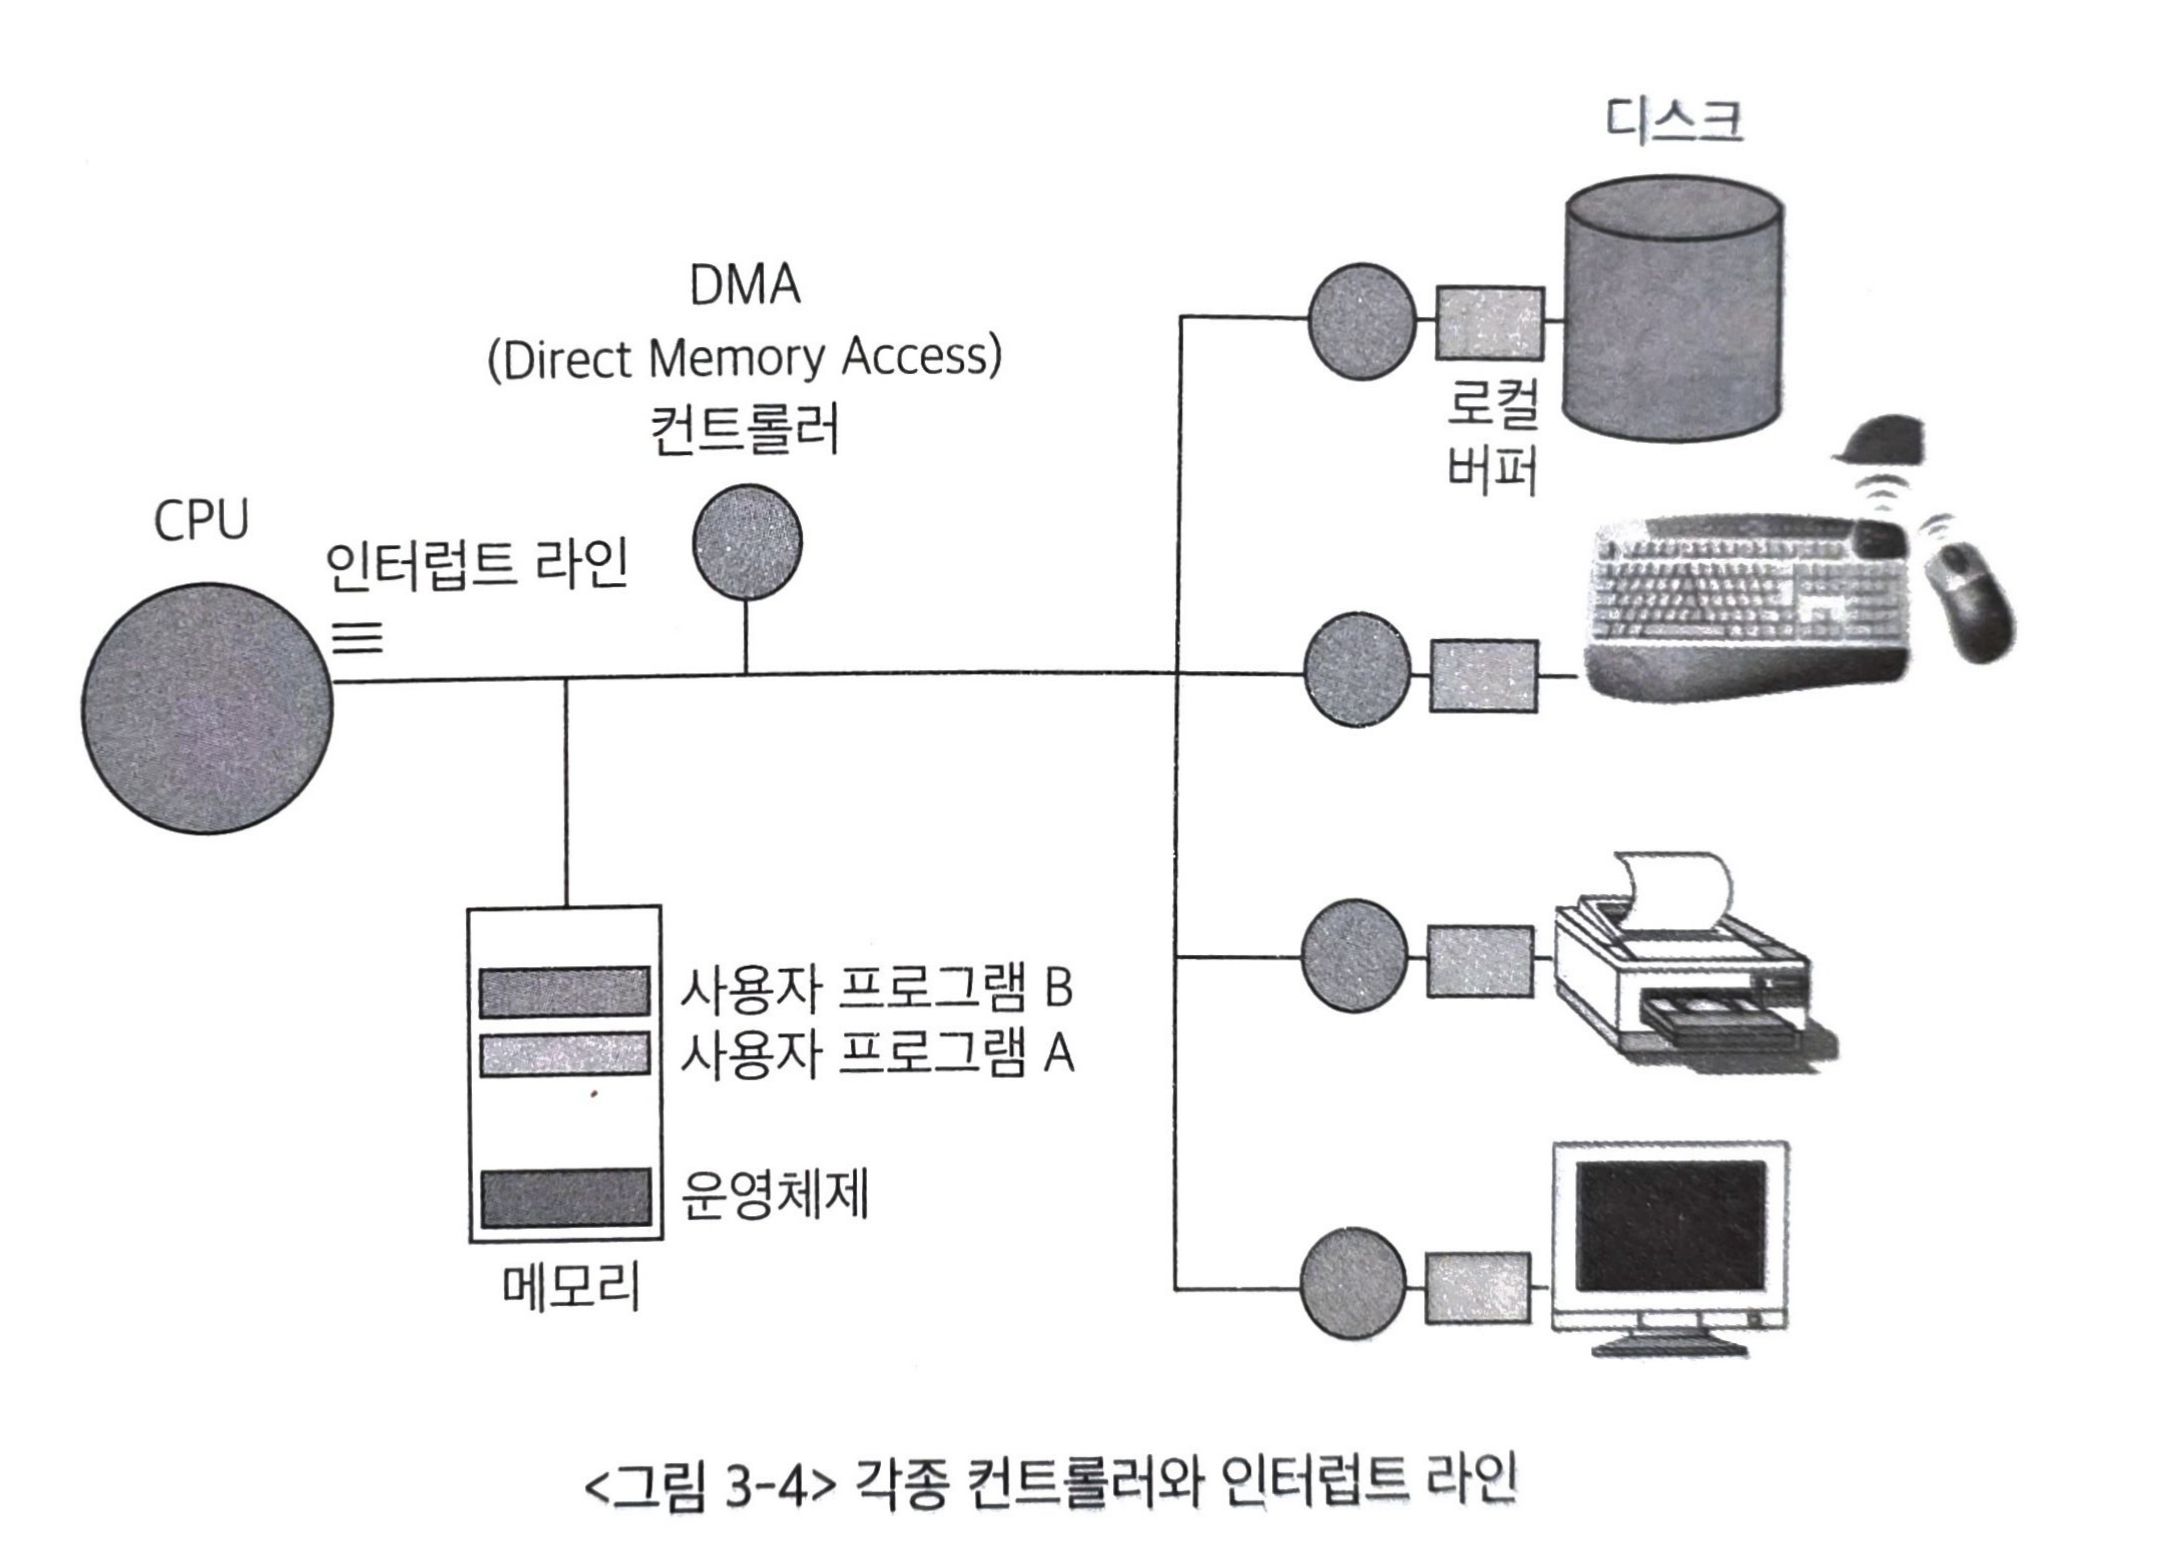 디스크
DMA
(Direct Memory Access)
컨트롤러
로컬
버퍼
CPU
인터럽트 라인
사용자 프로그램 B
사용자 프로그램 A
운영체제
메모리
<그림 3-4> 각종 컨트롤러와 인터럽트 라인